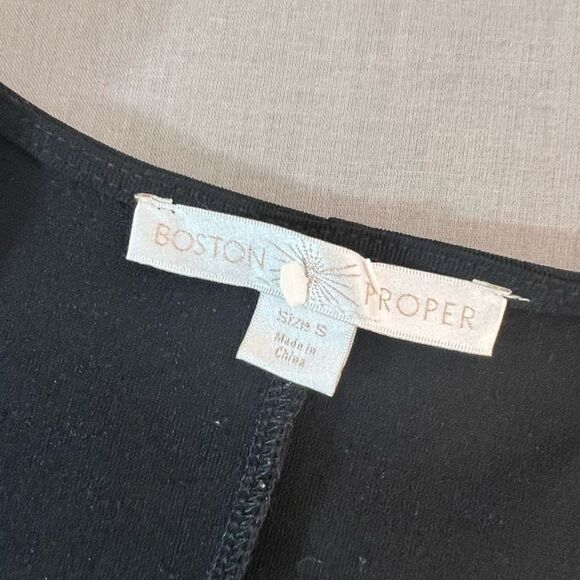 BOSTON PROPER
Size S
Made in
China